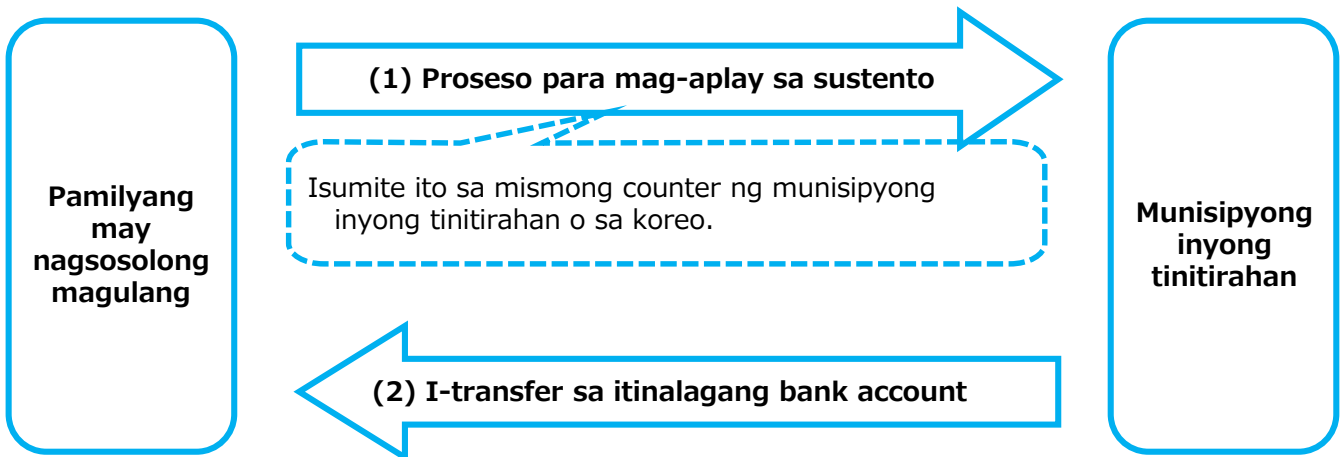 (1) Proseso para mag-aplay sa sustento
Isumite ito sa mismong counter ng munisipyong
inyong tinitirahan o sa koreo.
Pamilyang
may
nagsosolong
magulang
Munisipyong
inyong
tinitirahan
(2) I-transfer sa itinalagang bank account